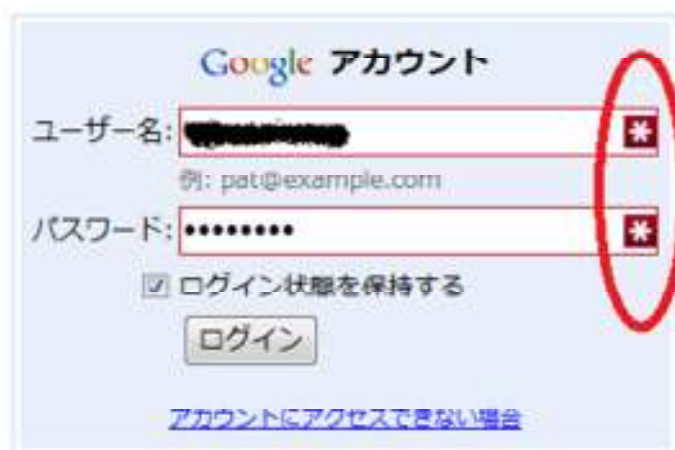 Google アカウント
ユーザー名:
例: pat@example.com
パスワード: ••••••••
ログイン状態を保持する
ログイン
アカウントにアクセスできない場合